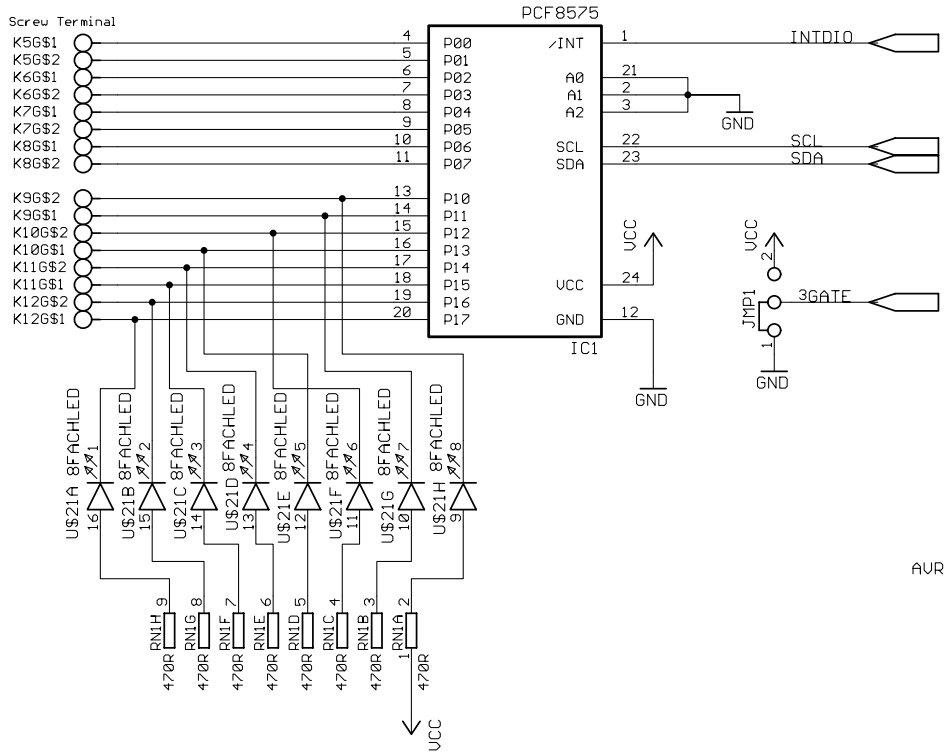 PCF8575
Screw Terminal
K5G$1 4 P00 /INT 1 INTDIO
K5G$2 5 P01
K6G$1 6 P02 A0 21
K6G$2 7 P03 A1 2
K7G$1 8 P04 A2 3
K7G$2 9 P05
GND
K8G$1 10 P06 SCL 22 SCL
K8G$2 11 P07 SDA 23 SDA
K9G$2 13 P10
K9G$1 14 P11
K10G$2 15 P12
K10G$1 16 P13
K11G$2 17 P14
K11G$1 18 P15 VCC 24
K12G$2 19 P16
K12G$1 20 P17 GND 12
IC1
VCC
GND
VCC
2
JMP1
3GATE
1
GND
U$21A 8FACHLED 1 16
U$21B 8FACHLED 2 15
U$21C 8FACHLED 3 14
U$21D 8FACHLED 4 13
U$21E 8FACHLED 5 12
U$21F 8FACHLED 6 11
U$21G 8FACHLED 7 10
U$21H 8FACHLED 8 9
AVR
RN1H 9 470R
RN1G 8 470R
RN1F 7 470R
RN1E 6 470R
RN1D 5 470R
RN1C 4 470R
RN1B 3 470R
RN1A 2 1 470R
VCC